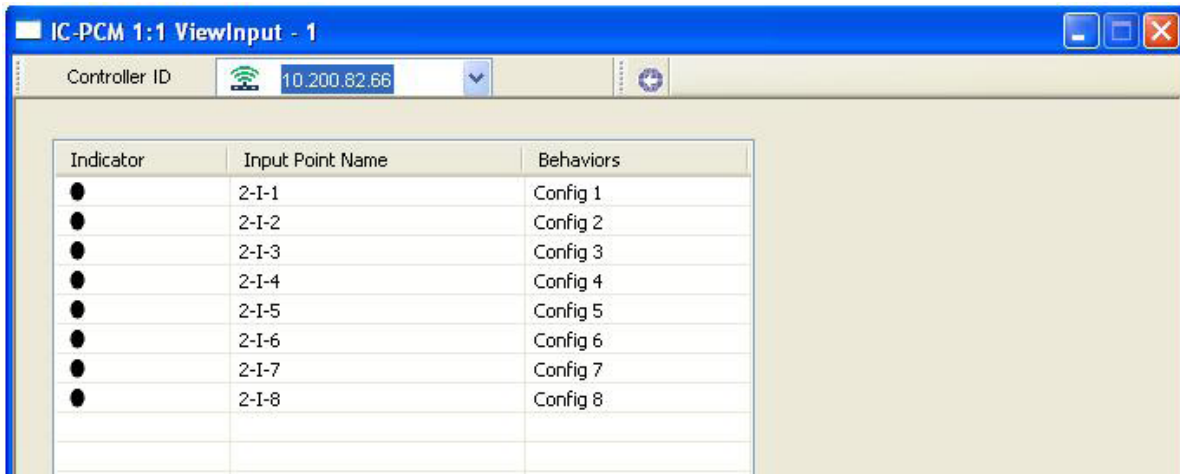 IC-PCM 1:1 ViewInput - 1
Controller ID 10.200.82.66
Indicator Input Point Name Behaviors
2-I-1 Config 1
2-I-2 Config 2
2-I-3 Config 3
2-I-4 Config 4
2-I-5 Config 5
2-I-6 Config 6
2-I-7 Config 7
2-I-8 Config 8